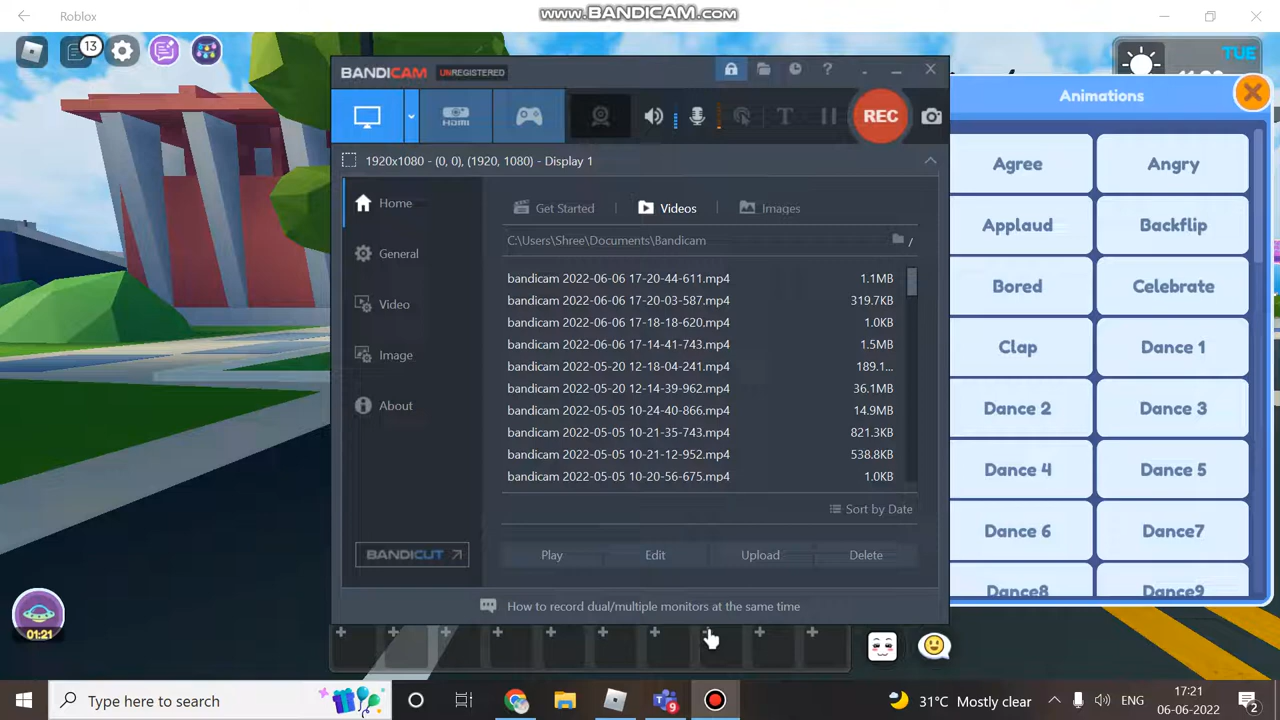 Roblox
www.BANDICAM.com
13
TUE
BANDICAM UNREGISTERED
?
HDMI
T
REC
1920x1080 - (0, 0), (1920, 1080) - Display 1
Home
General
Video
Image
About
Get Started
Videos
Images
C:\Users\Shree\Documents\Bandicam
/
bandicam 2022-06-06 17-20-44-611.mp4 1.1MB
bandicam 2022-06-06 17-20-03-587.mp4 319.7KB
bandicam 2022-06-06 17-18-18-620.mp4 1.0KB
bandicam 2022-06-06 17-14-41-743.mp4 1.5MB
bandicam 2022-05-20 12-18-04-241.mp4 189.1...
bandicam 2022-05-20 12-14-39-962.mp4 36.1MB
bandicam 2022-05-05 10-24-40-866.mp4 14.9MB
bandicam 2022-05-05 10-21-35-743.mp4 821.3KB
bandicam 2022-05-05 10-21-12-952.mp4 538.8KB
bandicam 2022-05-05 10-20-56-675.mp4 1.0KB
Sort by Date
BANDICUT
Play Edit Upload Delete
How to record dual/multiple monitors at the same time
Animations
Agree Angry
Applaud Backflip
Bored Celebrate
Clap Dance 1
Dance 2 Dance 3
Dance 4 Dance 5
Dance 6 Dance7
Dance8 Dance9
01:21
Type here to search
9
31°C Mostly clear
ENG
17:21
06-06-2022
2